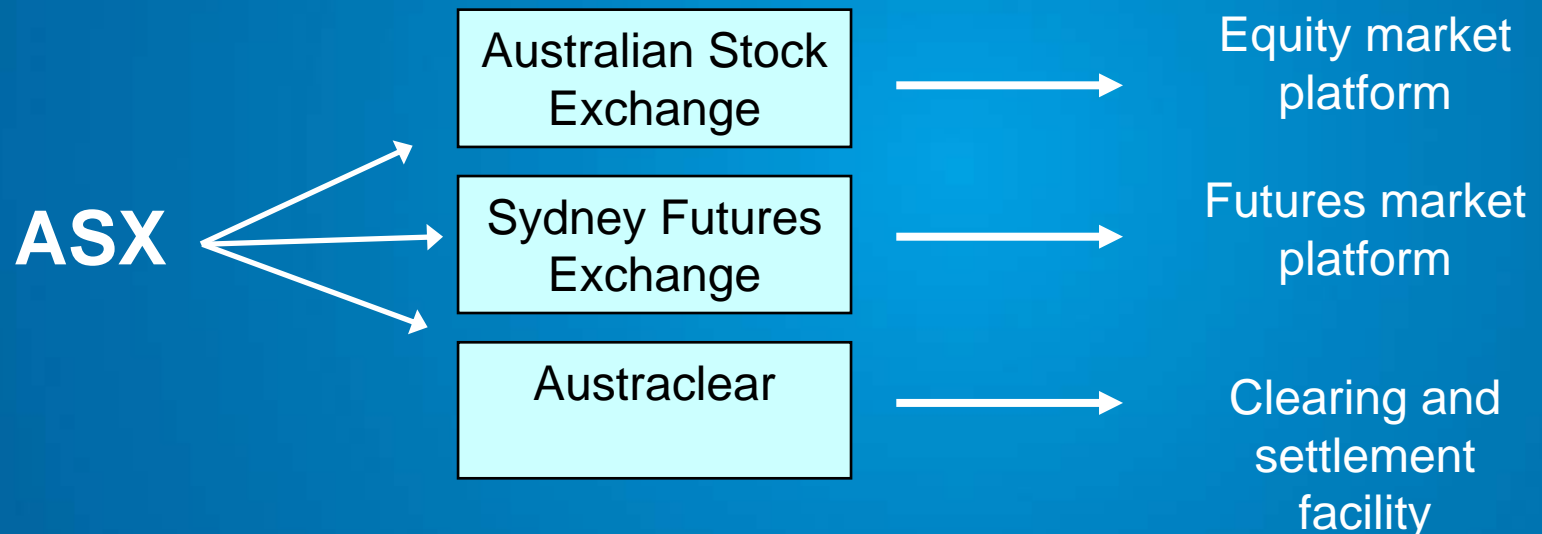 ASX
Australian Stock
Exchange
Equity market
platform
Sydney Futures
Exchange
Futures market
platform
Austraclear
Clearing and
settlement
facility